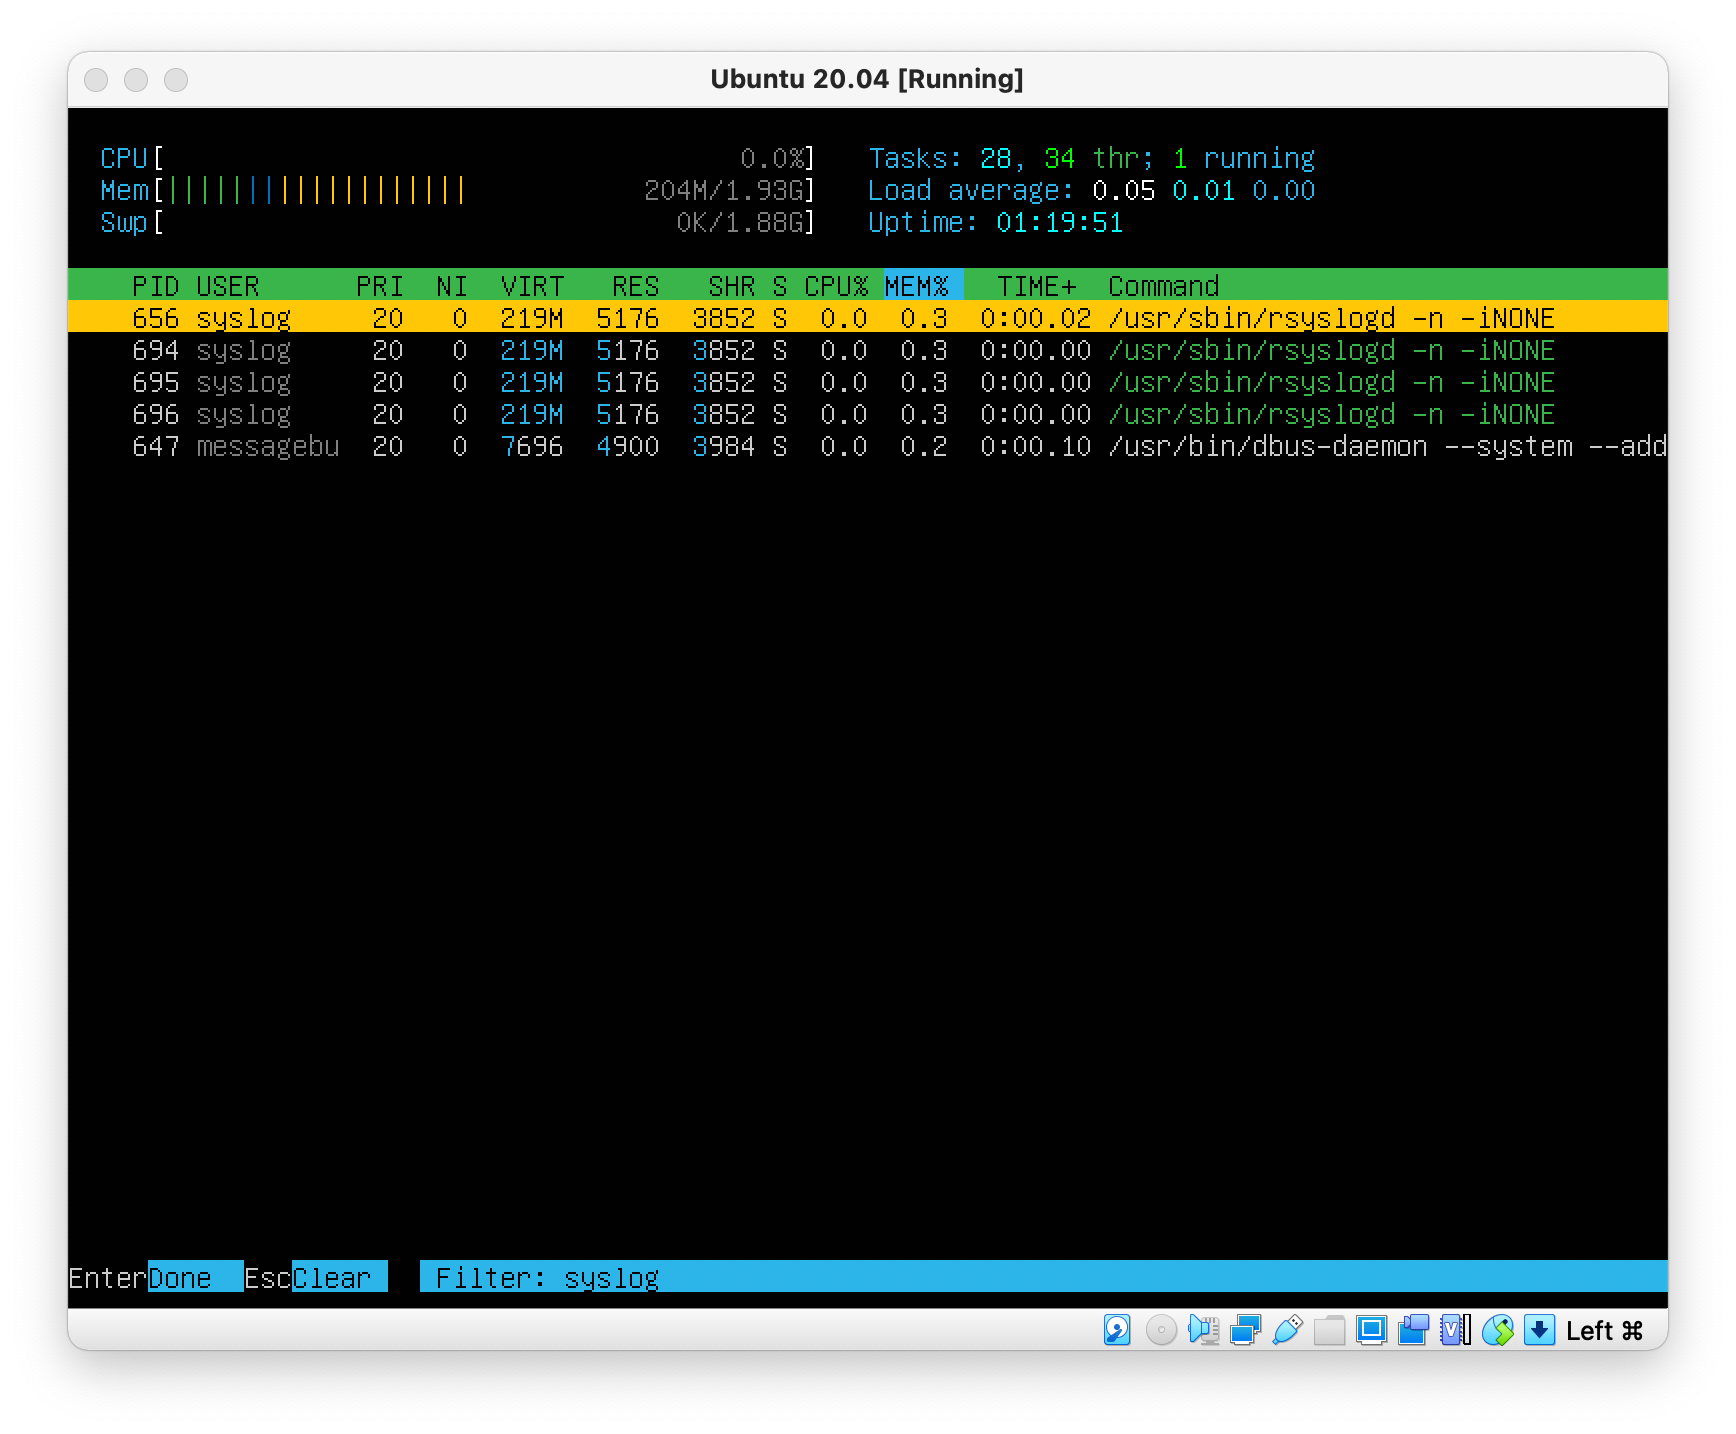 Ubuntu 20.04 [Running]
CPU[ 0.0%] Tasks: 28, 34 thr; 1 running
Mem[|||||||||||||||||||204M/1.93G] Load average: 0.05 0.01 0.00
Swp[ 0K/1.88G] Uptime: 01:19:51
PID USER PRI NI VIRT RES SHR S CPU% MEM% TIME+ Command
656 syslog 20 0 219M 5176 3852 S 0.0 0.3 0:00.02 /usr/sbin/rsyslogd -n -iNONE
694 syslog 20 0 219M 5176 3852 S 0.0 0.3 0:00.00 /usr/sbin/rsyslogd -n -iNONE
695 syslog 20 0 219M 5176 3852 S 0.0 0.3 0:00.00 /usr/sbin/rsyslogd -n -iNONE
696 syslog 20 0 219M 5176 3852 S 0.0 0.3 0:00.00 /usr/sbin/rsyslogd -n -iNONE
647 messagebu 20 0 7696 4900 3984 S 0.0 0.2 0:00.10 /usr/bin/dbus-daemon --system --add
EnterDone EscClear Filter: syslog
Left ⌘